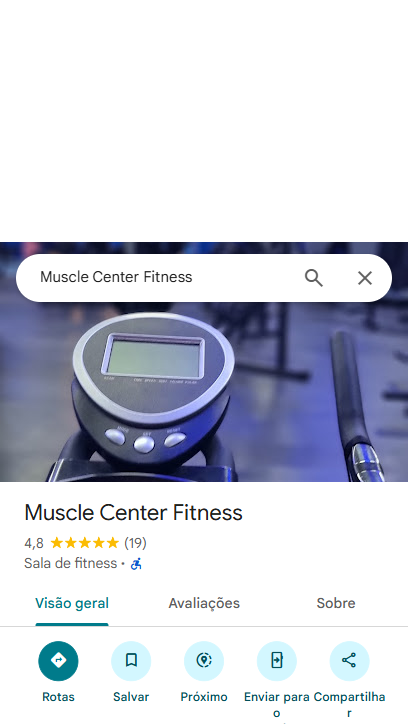 Muscle Center Fitness
Muscle Center Fitness
4,8 (19)
Sala de fitness ·
Visão geral
Avaliações
Sobre
Rotas
Salvar
Próximo
Enviar para o
Compartilhar